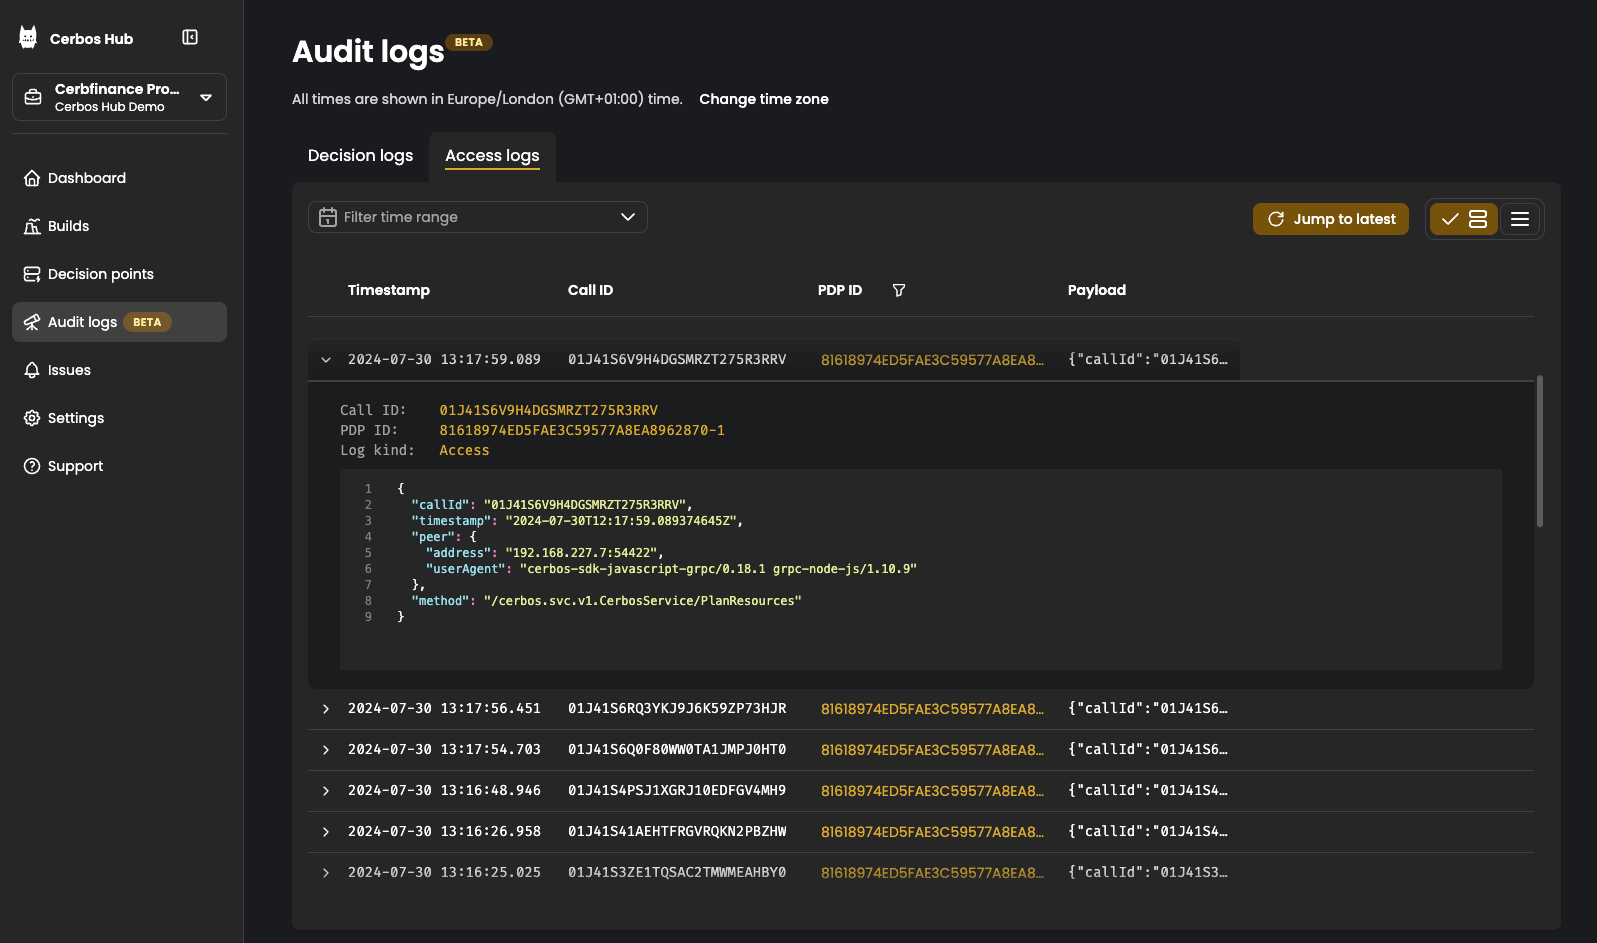 Cerbos Hub
Cerbfinance Pro...
Cerbos Hub Demo
Dashboard
Builds
Decision points
Audit logs BETA
Issues
Settings
Support
Audit logs BETA
All times are shown in Europe/London (GMT+01:00) time. Change time zone
Decision logs Access logs
Filter time range
Jump to latest
Timestamp Call ID PDP ID Payload
2024-07-30 13:17:59.089 01J41S6V9H4DGSMRZT275R3RRV 81618974ED5FAE3C59577A8EA8... {"callId":"01J41S6...
Call ID: 01J41S6V9H4DGSMRZT275R3RRV
PDP ID: 81618974ED5FAE3C59577A8EA8962870-1
Log kind: Access
1 {
2 "callId": "01J41S6V9H4DGSMRZT275R3RRV",
3 "timestamp": "2024-07-30T12:17:59.089374645Z",
4 "peer": {
5 "address": "192.168.227.7:54422",
6 "userAgent": "cerbos-sdk-javascript-grpc/0.18.1 grpc-node-js/1.10.9"
7 },
8 "method": "/cerbos.svc.v1.CerbosService/PlanResources"
9 }
2024-07-30 13:17:56.451 01J41S6RQ3YKJ9J6K59ZP73HJR 81618974ED5FAE3C59577A8EA8... {"callId":"01J41S6...
2024-07-30 13:17:54.703 01J41S6Q0F80WW0TA1JMPJ0HT0 81618974ED5FAE3C59577A8EA8... {"callId":"01J41S6...
2024-07-30 13:16:48.946 01J41S4PSJ1XGRJ10EDFGV4MH9 81618974ED5FAE3C59577A8EA8... {"callId":"01J41S4...
2024-07-30 13:16:26.958 01J41S41AEHTFRGVRQKN2PBZHW 81618974ED5FAE3C59577A8EA8... {"callId":"01J41S4...
2024-07-30 13:16:25.025 01J41S3ZE1TQSAC2TMWMEAHBY0 81618974ED5FAE3C59577A8EA8... {"callId":"01J41S3...